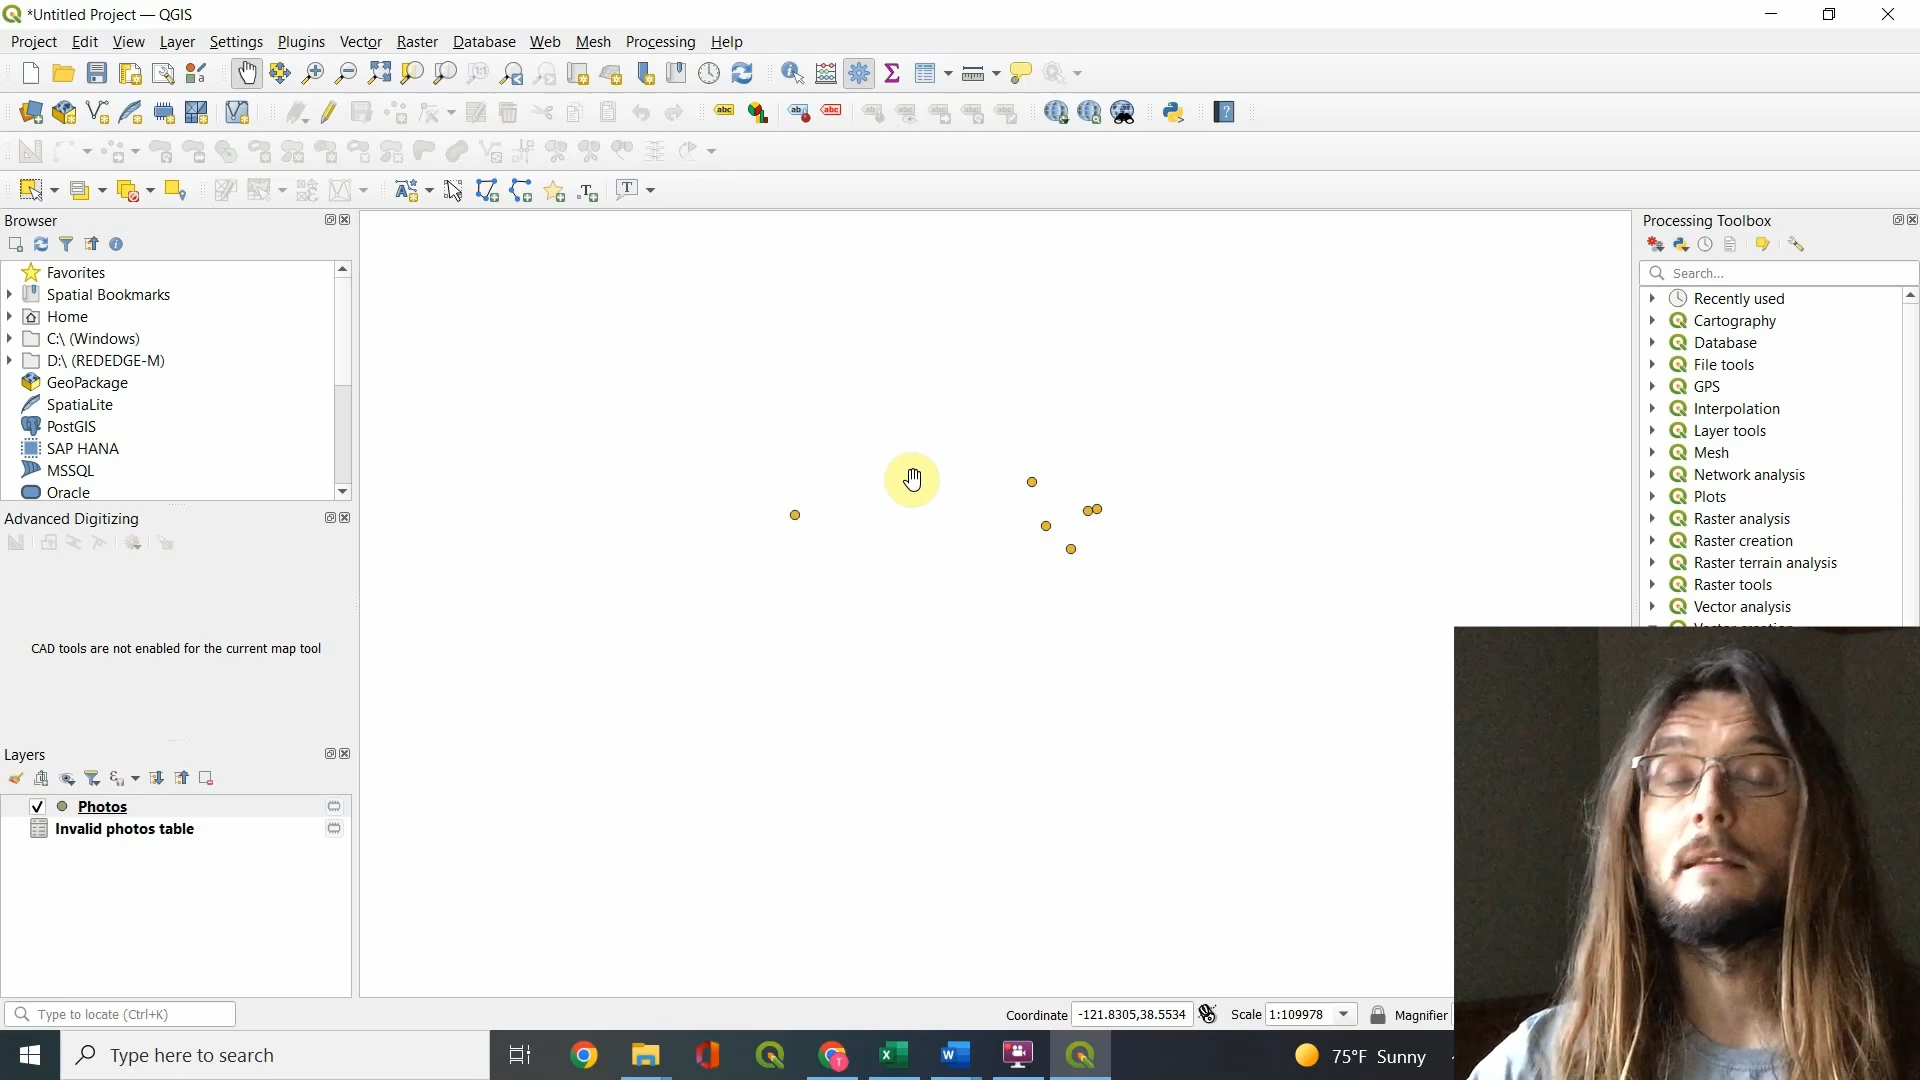 *Untitled Project — QGIS
Project Edit View Layer Settings Plugins Vector Raster Database Web Mesh Processing Help
Browser
Favorites
Spatial Bookmarks
Home
C:\ (Windows)
D:\ (REDEDGE-M)
GeoPackage
SpatiaLite
PostGIS
SAP HANA
MSSQL
Oracle
Advanced Digitizing
CAD tools are not enabled for the current map tool
Layers
Photos
Invalid photos table
Processing Toolbox
Search...
Recently used
Cartography
Database
File tools
GPS
Interpolation
Layer tools
Mesh
Network analysis
Plots
Raster analysis
Raster creation
Raster terrain analysis
Raster tools
Vector analysis
Vector creation
Type to locate (Ctrl+K)
Coordinate -121.8305,38.5534 Scale 1:109978 Magnifier
Type here to search
75°F Sunny